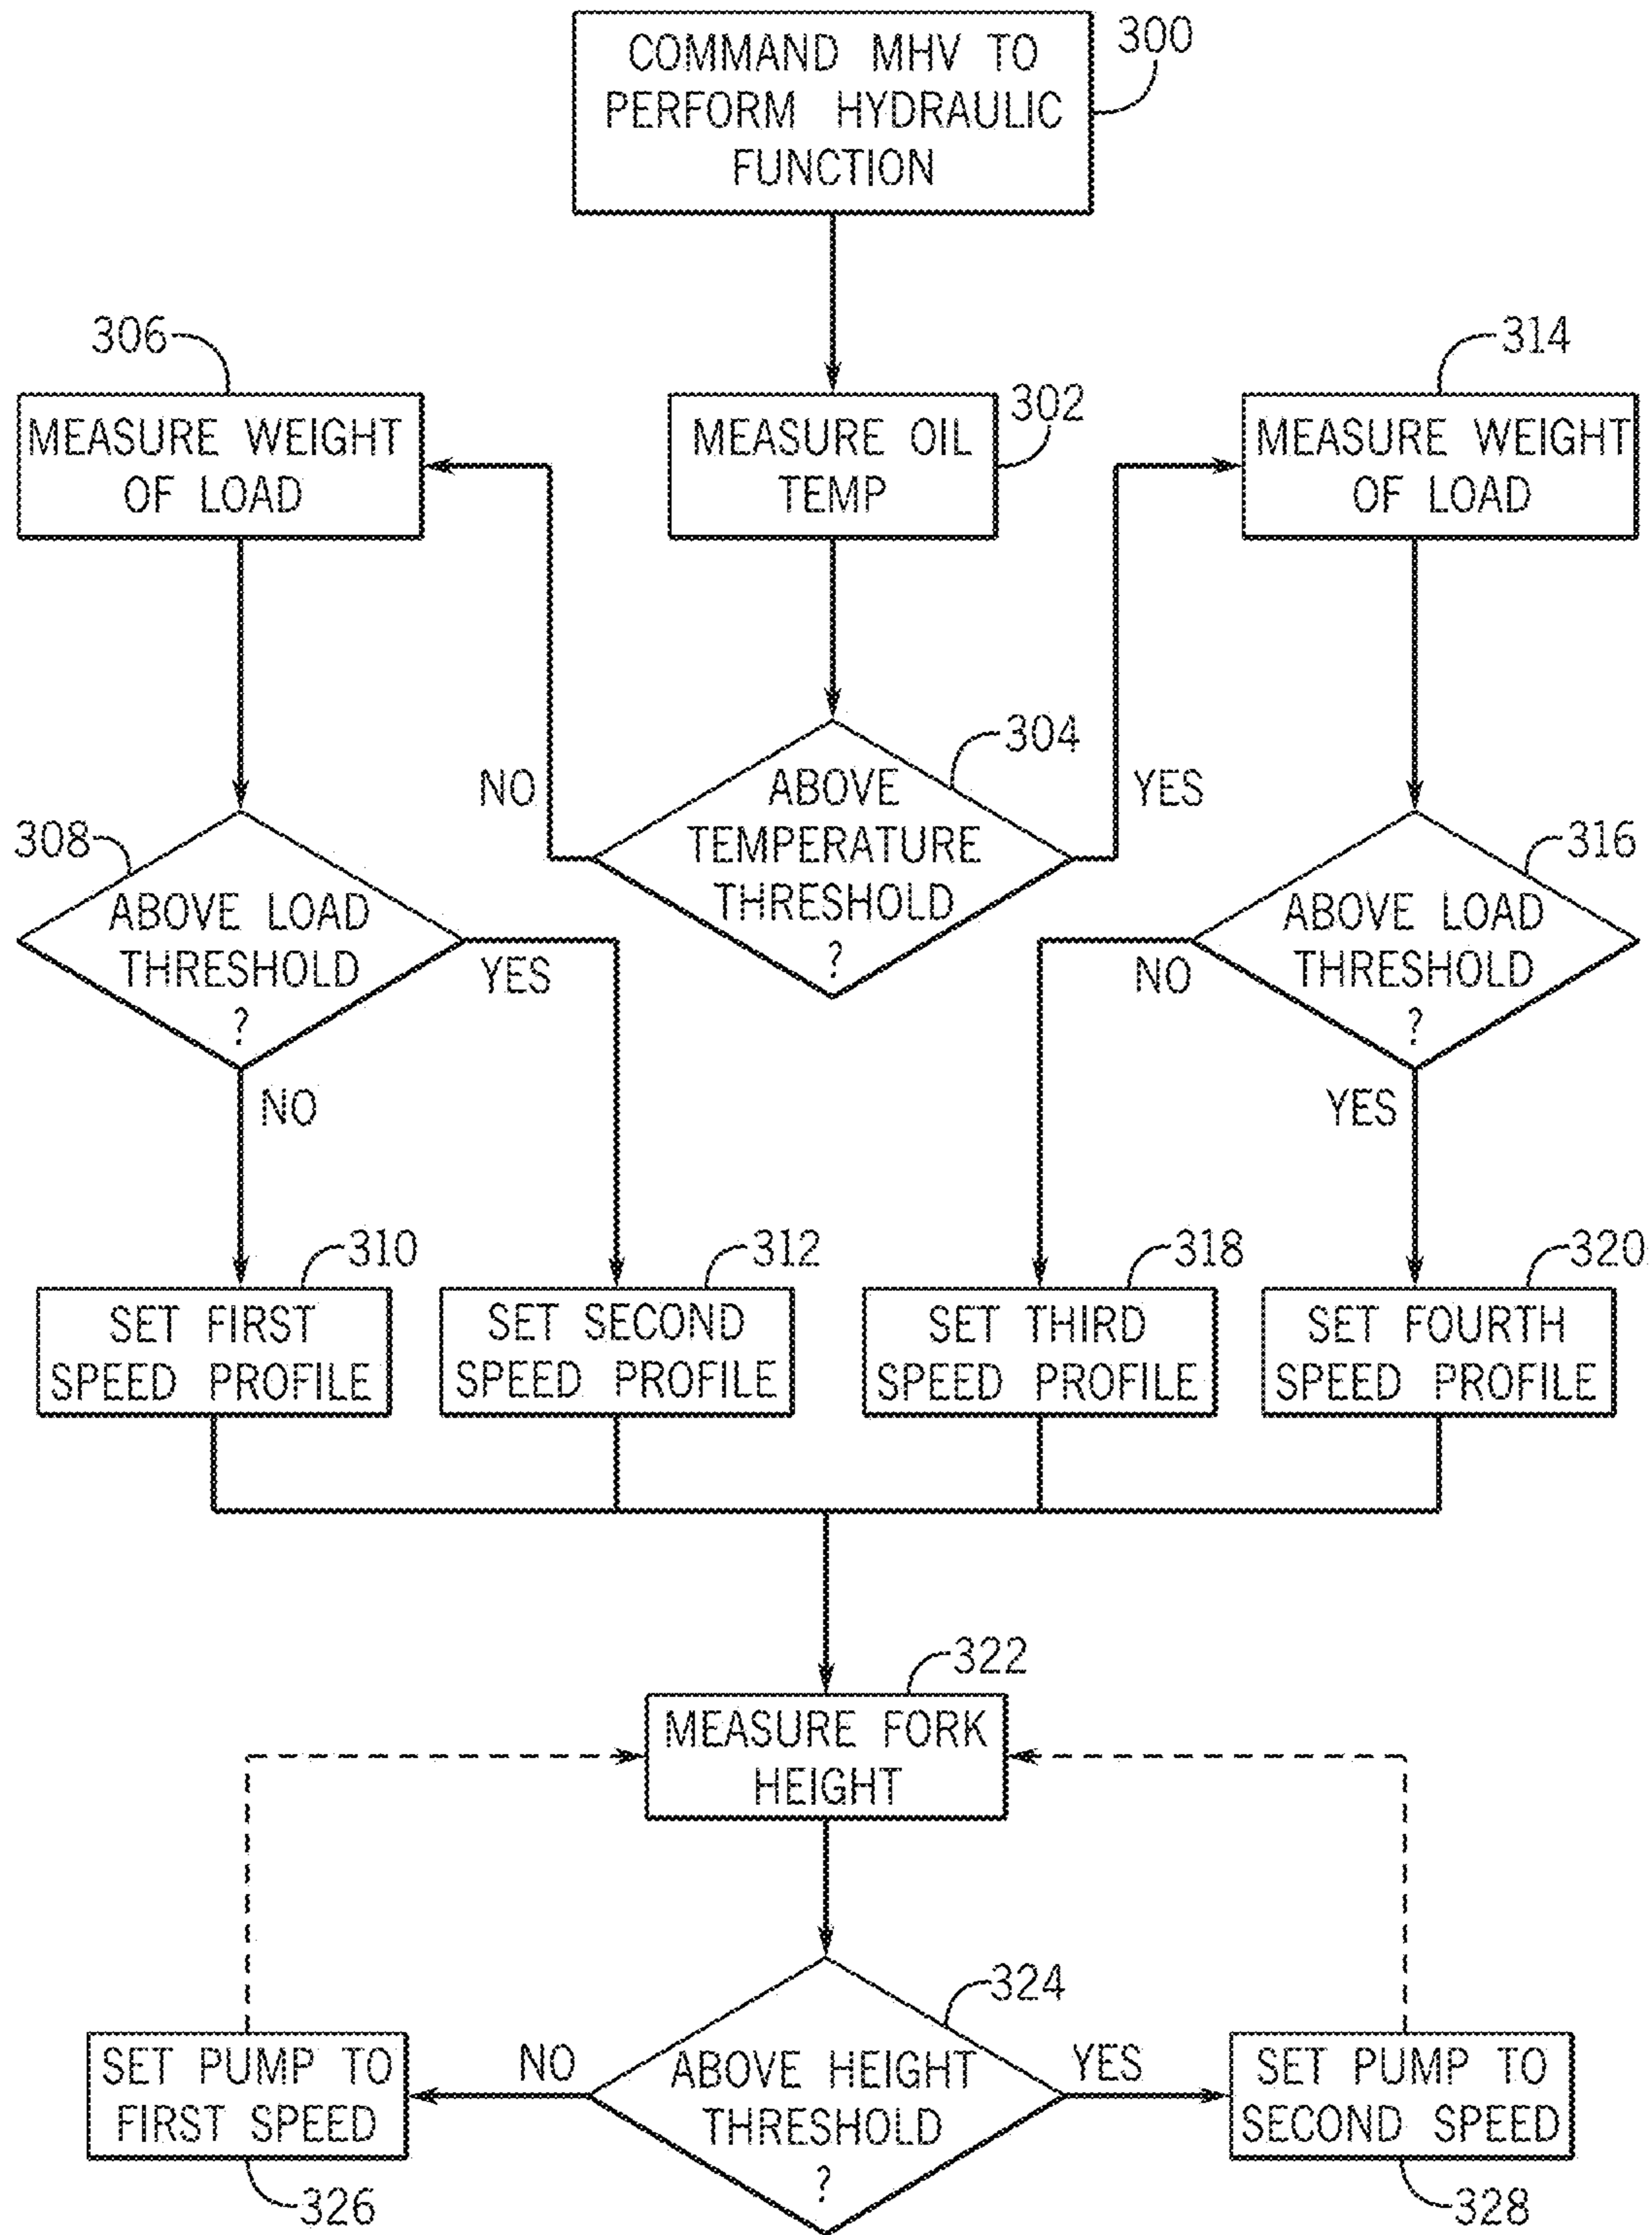 COMMAND MHV TO
PERFORM HYDRAULIC
FUNCTION
300
306
MEASURE WEIGHT
OF LOAD
302
MEASURE OIL
TEMP
314
MEASURE WEIGHT
OF LOAD
304
NO
ABOVE
TEMPERATURE
THRESHOLD
?
YES
308
ABOVE LOAD
THRESHOLD
?
YES
NO
316
ABOVE LOAD
THRESHOLD
?
NO
YES
310
SET FIRST
SPEED PROFILE
312
SET SECOND
SPEED PROFILE
318
SET THIRD
SPEED PROFILE
320
SET FOURTH
SPEED PROFILE
322
MEASURE FORK
HEIGHT
324
ABOVE HEIGHT
THRESHOLD
?
NO
YES
SET PUMP TO
FIRST SPEED
326
SET PUMP TO
SECOND SPEED
328